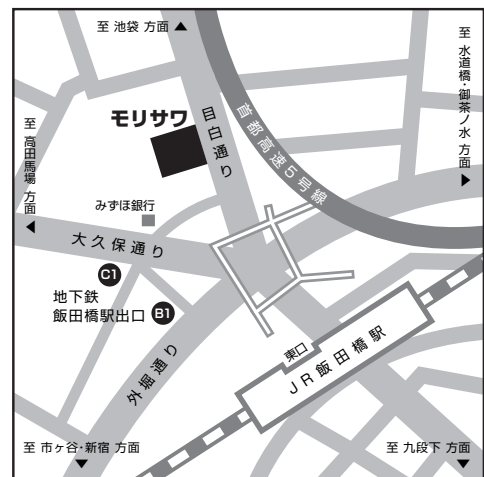 至 池袋 方面
至 水道橋・御茶ノ水 方面
モリサワ
目白通り
首都高速5号線
至 高田馬場 方面
みずほ銀行
大久保通り
C1
地下鉄
飯田橋駅出口
B1
外堀通り
東口
JR飯田橋駅
至 市ヶ谷・新宿 方面
至 九段下 方面